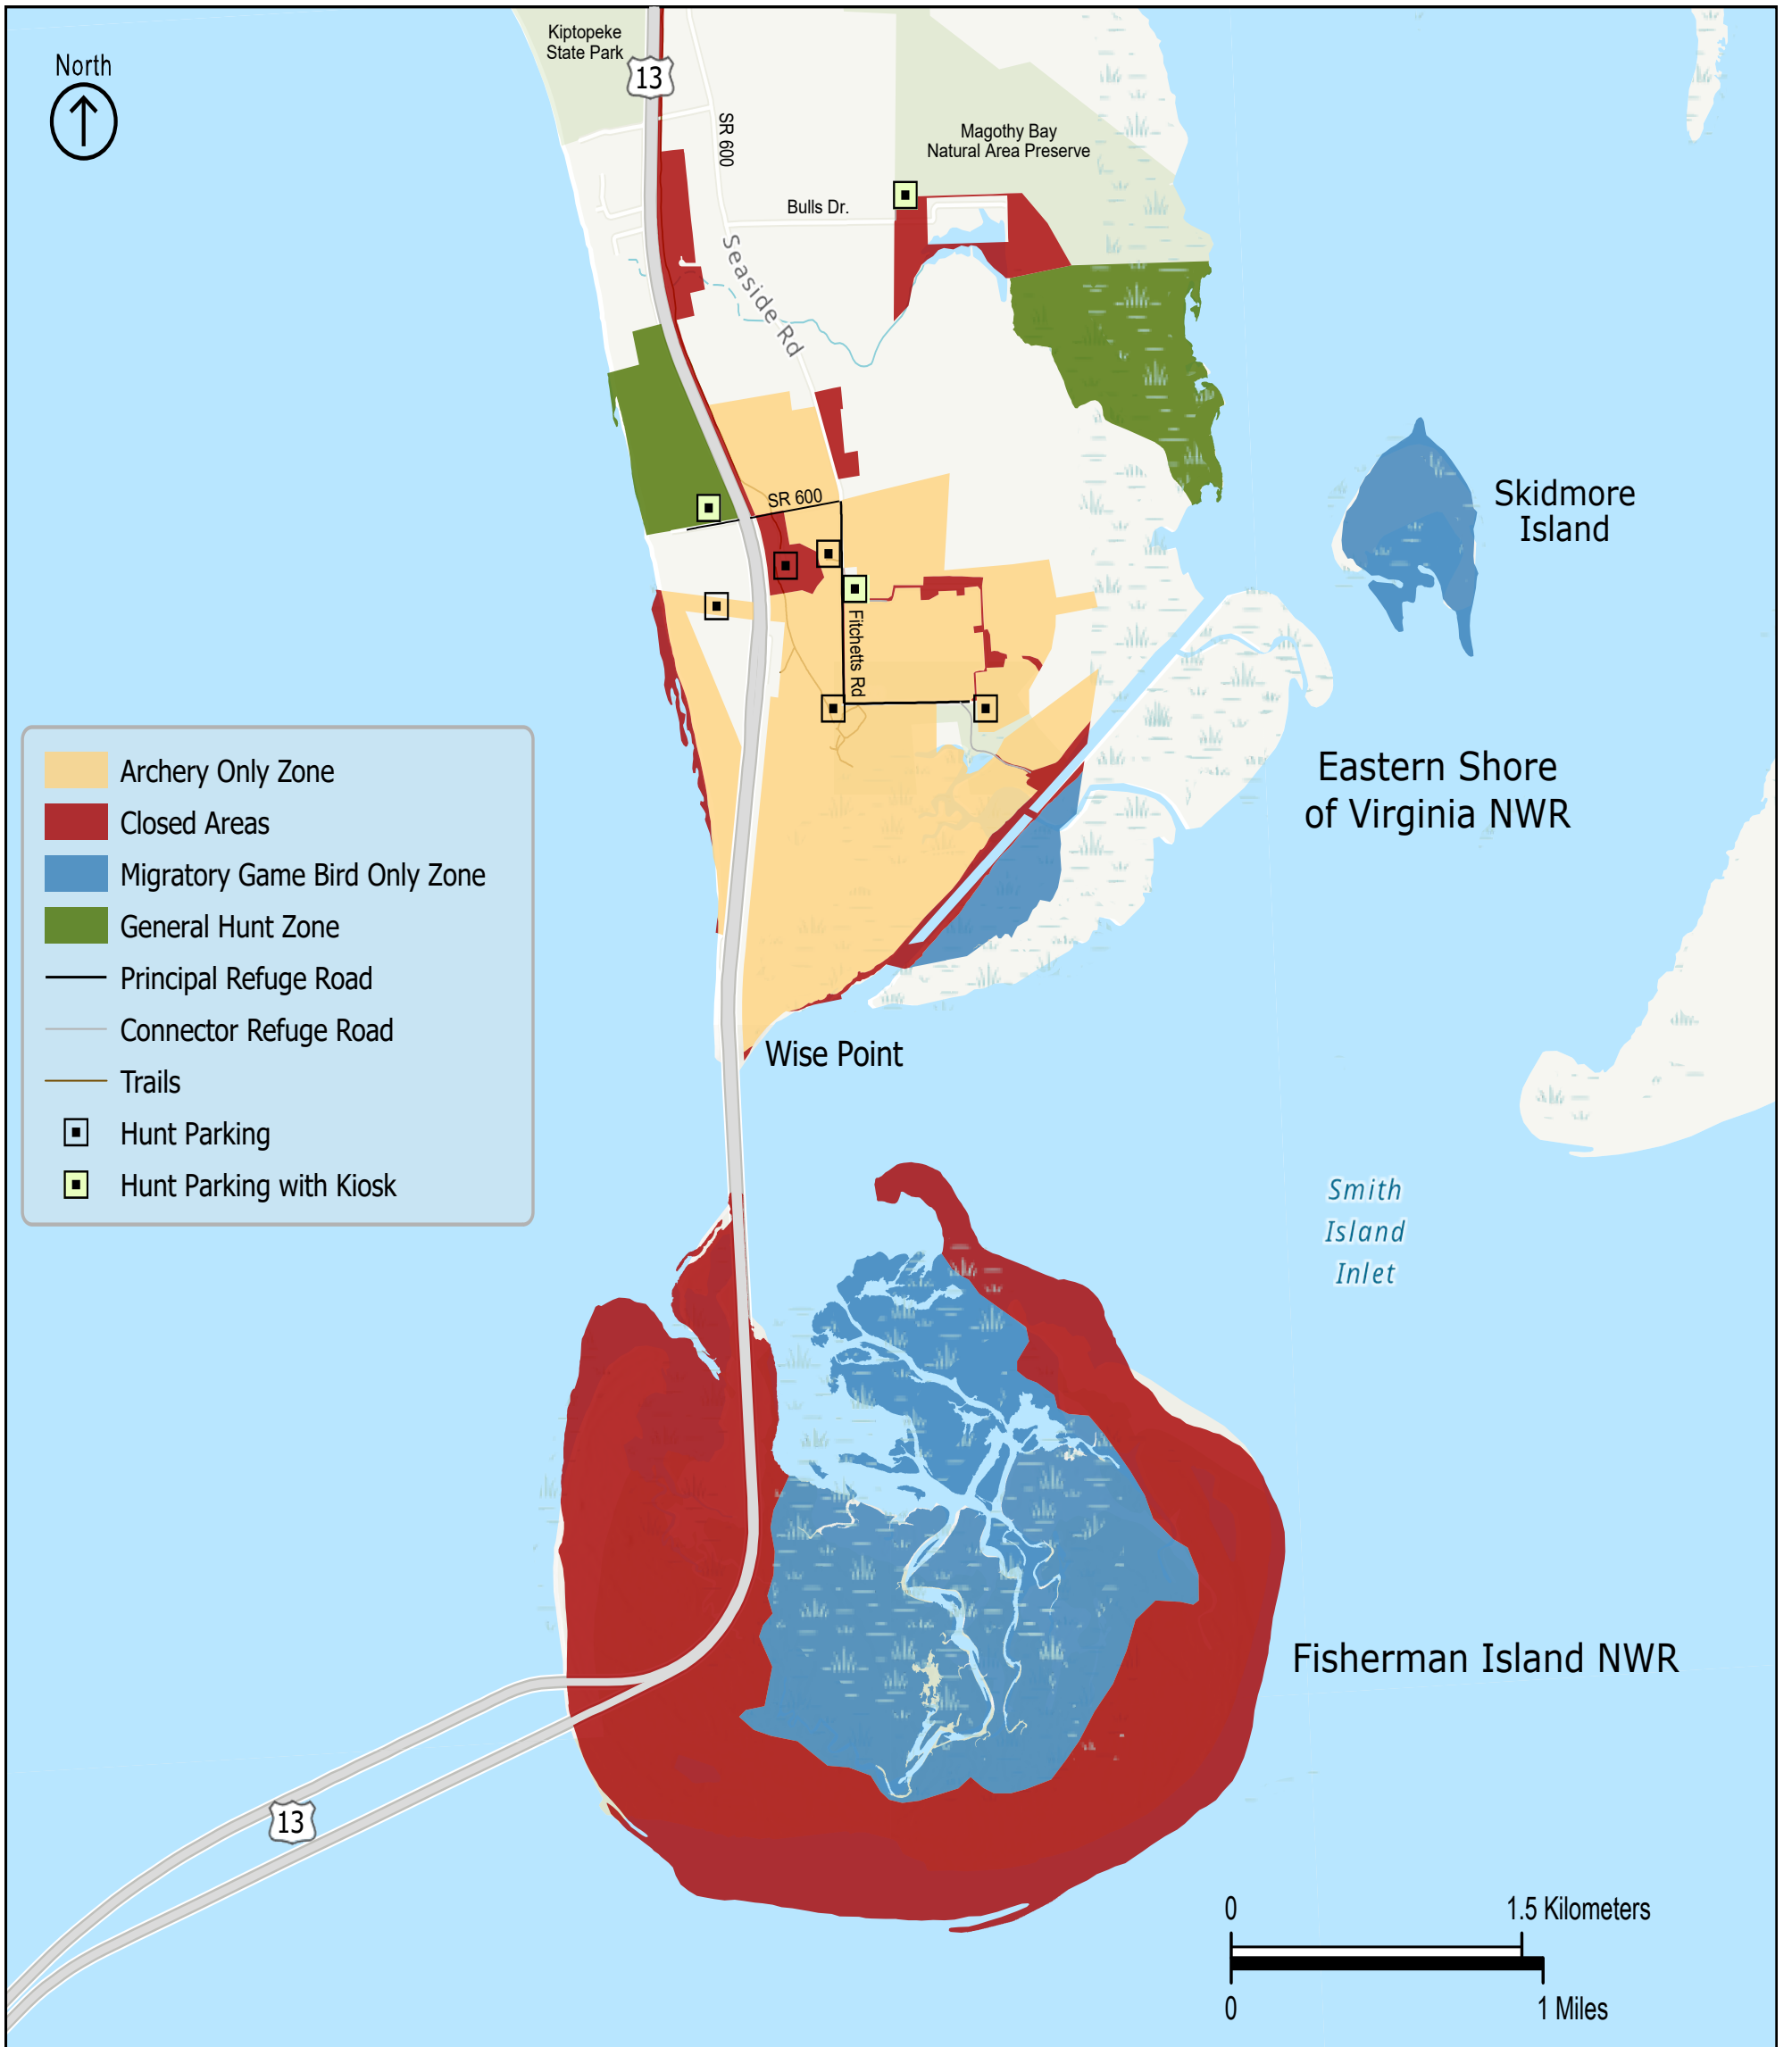 Kiptopeke
State Park
North
13
SR 600
Magothy Bay
Natural Area Preserve
Bulls Dr.
Seaside Rd
SR 600
Skidmore
Island
Fitchetts Rd
Eastern Shore
of Virginia NWR
Archery Only Zone
Closed Areas
Migratory Game Bird Only Zone
General Hunt Zone
Principal Refuge Road
Connector Refuge Road
Trails
Hunt Parking
Hunt Parking with Kiosk
Wise Point
Smith
Island
Inlet
Fisherman Island NWR
13
0
1.5 Kilometers
0
1 Miles